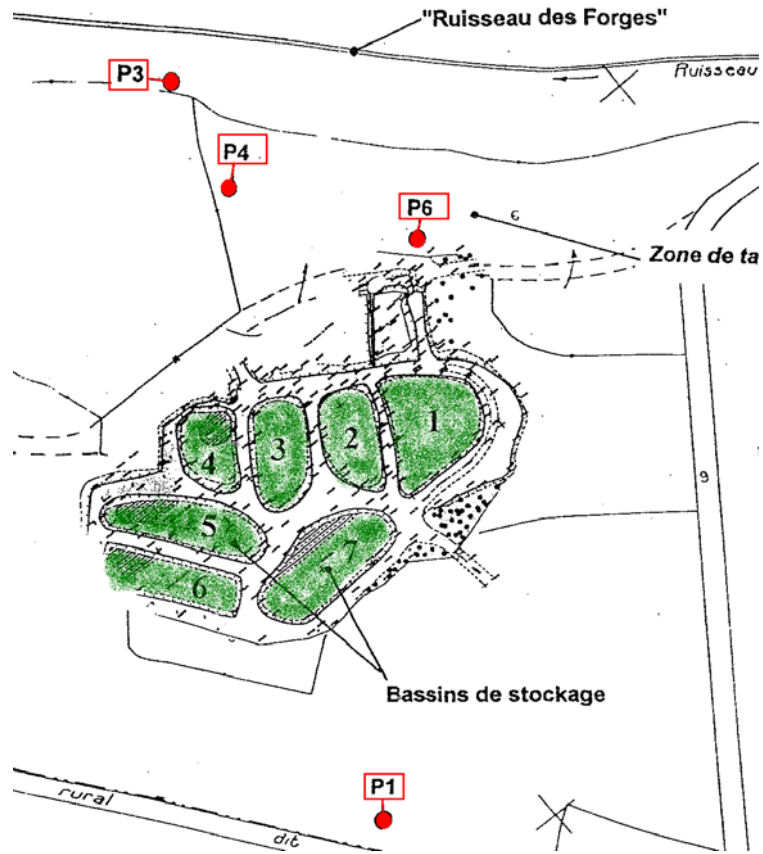 "Ruisseau des Forges"
Ruisseau
P3
P4
P6
Zone de ta
1
2
3
4
5
7
6
9
Bassins de stockage
P1
rural
dit